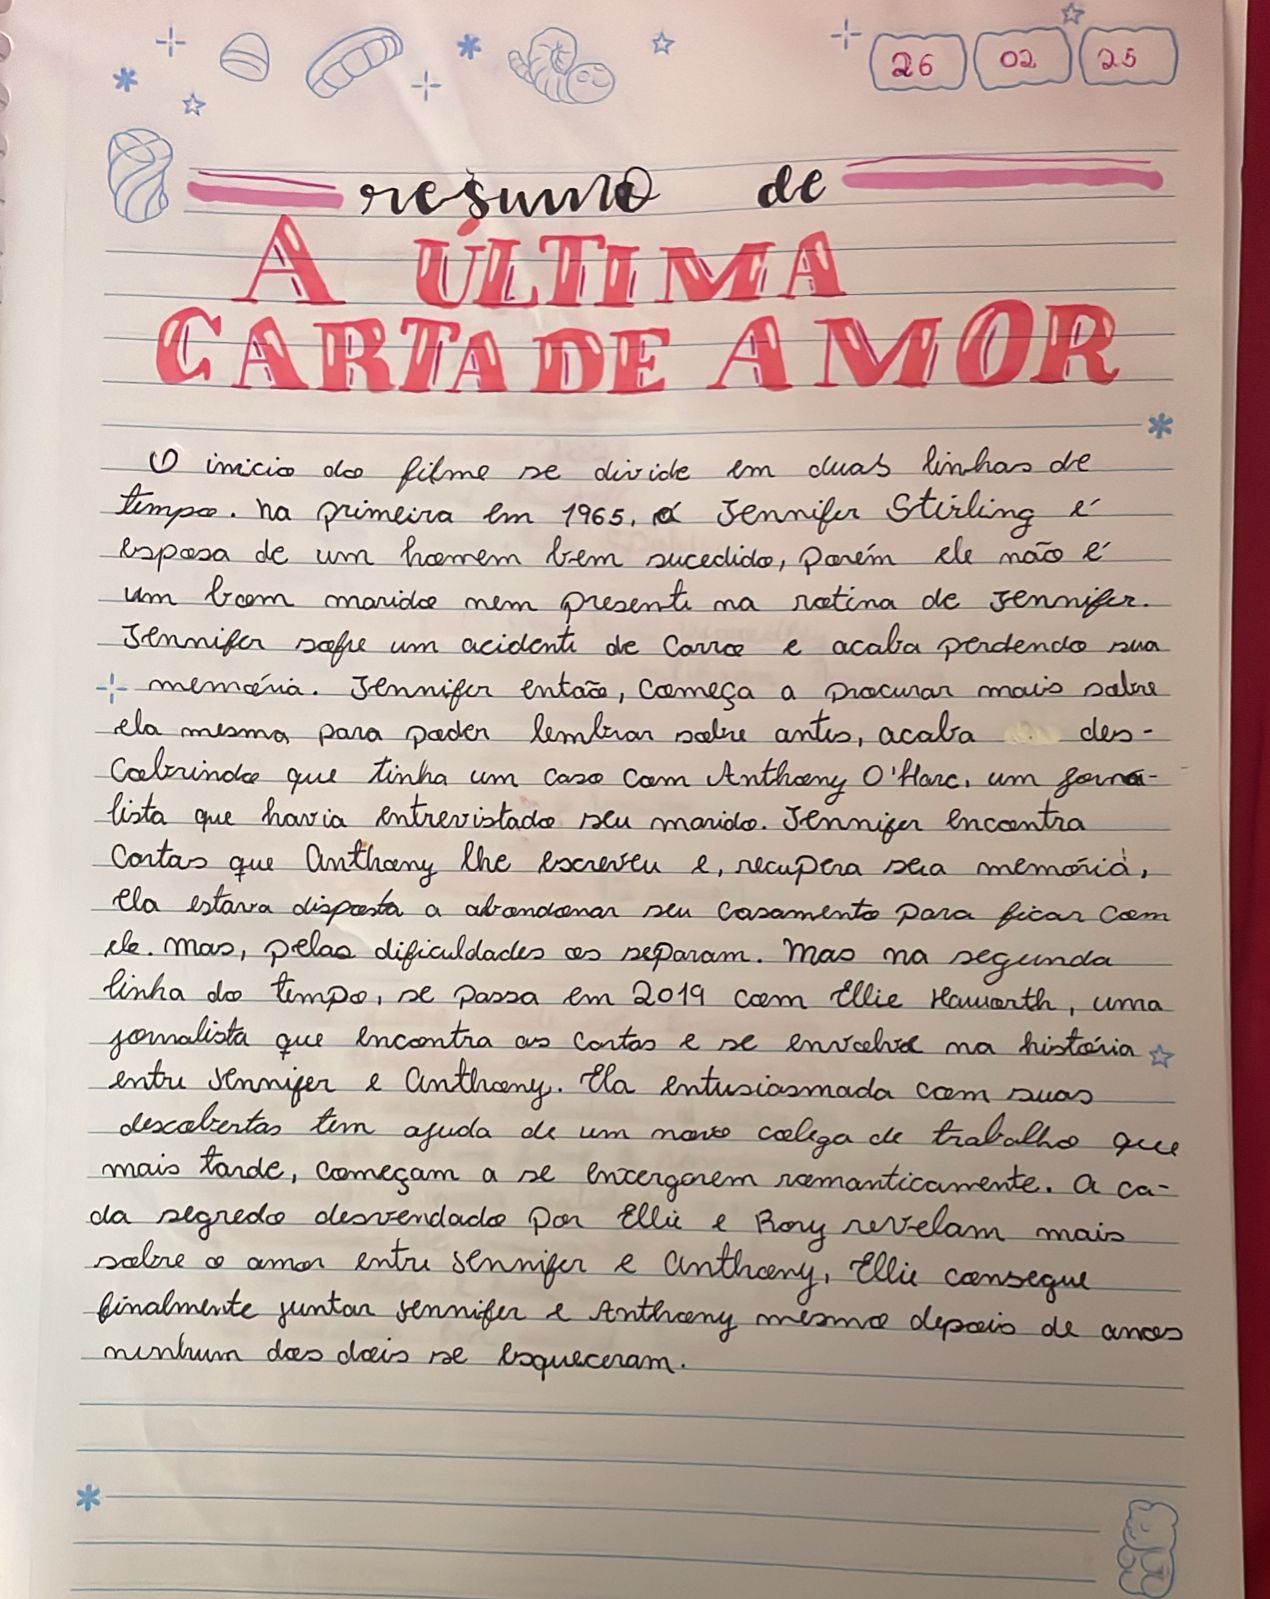 26 02 25
resumo de
A ÚLTIMA
CARTA DE AMOR
O inicio do filme se divide em duas linhas de
tempo. na primeira em 1965, a Jennifer Stirling é
esposa de um homem bem sucedido, porém ele não é
um bom marido nem presente na rotina de Jennifer.
Jennifer sofre um acidente de carro e acaba perdendo sua
memória. Jennifer então, começa a procurar mais sobre
ela mesma para poder lembrar sobre antes, acaba des-
cobrindo que tinha um caso com Anthony O'Hare, um jorna-
lista que havia entrevistado seu marido. Jennifer encontra
cartas que Anthony lhe escreveu e, recupera sua memória,
ela estava disposta a abandonar seu casamento para ficar com
ele. mas, pelas dificuldades os separam. Mas na segunda
linha do tempo, se passa em 2019 com Ellie Haworth, uma
jornalista que encontra as cartas e se envolve na história
entre Jennifer e Anthony. Ela entusiasmada com suas
descobertas tem ajuda de um novo colega de trabalho que
mais tarde, começam a se enxergarem romanticamente. A ca-
da segredo desvendado por Ellie e Rory revelam mais
sobre o amor entre Jennifer e Anthony, Ellie consegue
finalmente juntar Jennifer e Anthony mesmo depois de anos
ninhum dos dois se esqueceram.